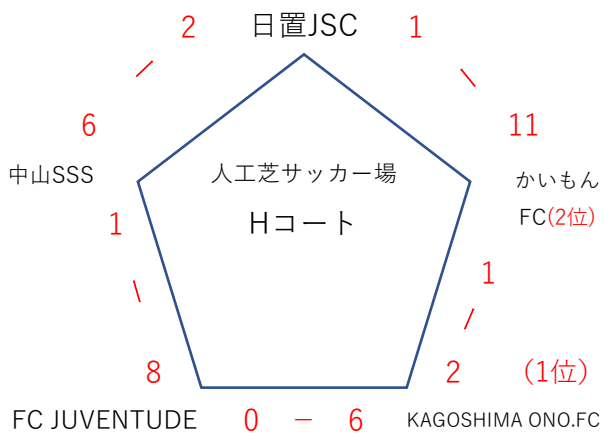 2 日置JSC 1
6 11
中山SSS 人工芝サッカー場 かいもん
Hコート FC(2位)
1 1
8 2 (1位)
FC JUVENTUDE 0 − 6 KAGOSHIMA ONO.FC